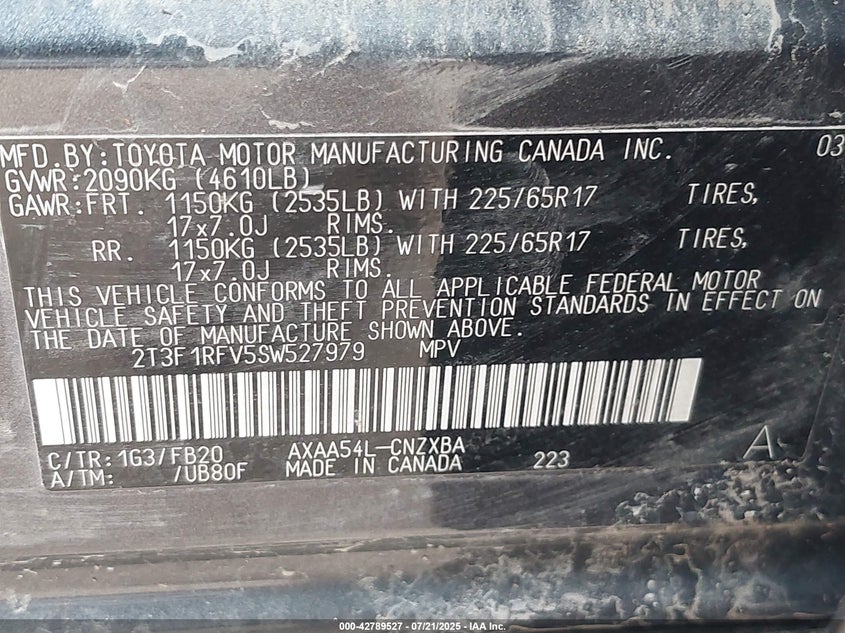 MFD.BY:TOYOTA MOTOR MANUFACTURING CANADA INC. 03
GVWR:2090KG (4610LB)
GAWR:FRT. 1150KG (2535LB) WITH 225/65R17 TIRES,
17x7.0J RIMS.
RR. 1150KG (2535LB) WITH 225/65R17 TIRES,
17x7.0J RIMS.
THIS VEHICLE CONFORMS TO ALL APPLICABLE FEDERAL MOTOR
VEHICLE SAFETY AND THEFT PREVENTION STANDARDS IN EFFECT ON
THE DATE OF MANUFACTURE SHOWN ABOVE.
2T3F1RFV5SW527979 MPV
C/TR: 1G3/FB20 AXAA54L-CNZXBA
A/TM: /UB80F MADE IN CANADA 223 A
000-42789527 - 07/21/2025 - IAA Inc.